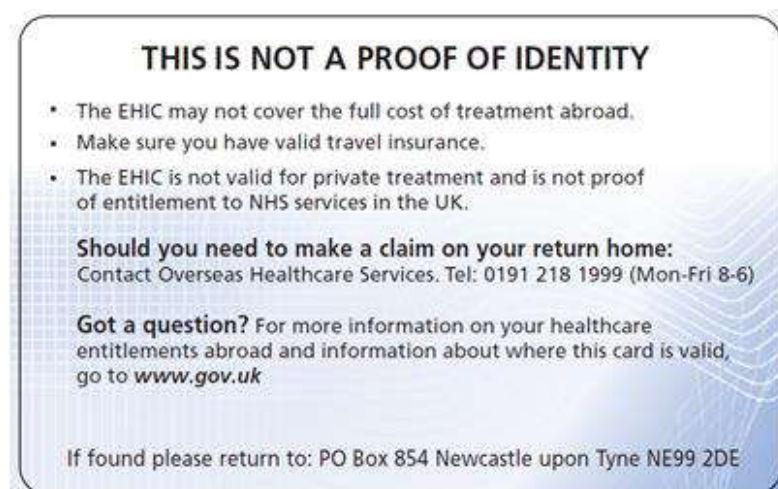 THIS IS NOT A PROOF OF IDENTITY
• The EHIC may not cover the full cost of treatment abroad.
• Make sure you have valid travel insurance.
• The EHIC is not valid for private treatment and is not proof
of entitlement to NHS services in the UK.
Should you need to make a claim on your return home:
Contact Overseas Healthcare Services. Tel: 0191 218 1999 (Mon-Fri 8-6)
Got a question? For more information on your healthcare
entitlements abroad and information about where this card is valid,
go to www.gov.uk
If found please return to: PO Box 854 Newcastle upon Tyne NE99 2DE